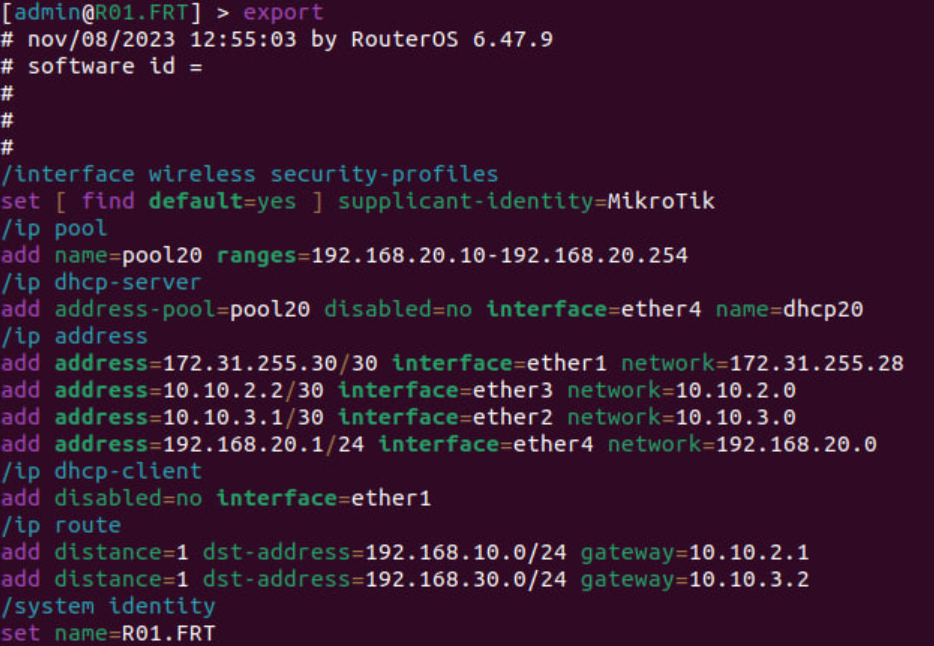 [admin@R01.FRT] > export
# nov/08/2023 12:55:03 by RouterOS 6.47.9
# software id =
#
#
#
/interface wireless security-profiles
set [ find default=yes ] supplicant-identity=MikroTik
/ip pool
add name=pool20 ranges=192.168.20.10-192.168.20.254
/ip dhcp-server
add address-pool=pool20 disabled=no interface=ether4 name=dhcp20
/ip address
add address=172.31.255.30/30 interface=ether1 network=172.31.255.28
add address=10.10.2.2/30 interface=ether3 network=10.10.2.0
add address=10.10.3.1/30 interface=ether2 network=10.10.3.0
add address=192.168.20.1/24 interface=ether4 network=192.168.20.0
/ip dhcp-client
add disabled=no interface=ether1
/ip route
add distance=1 dst-address=192.168.10.0/24 gateway=10.10.2.1
add distance=1 dst-address=192.168.30.0/24 gateway=10.10.3.2
/system identity
set name=R01.FRT